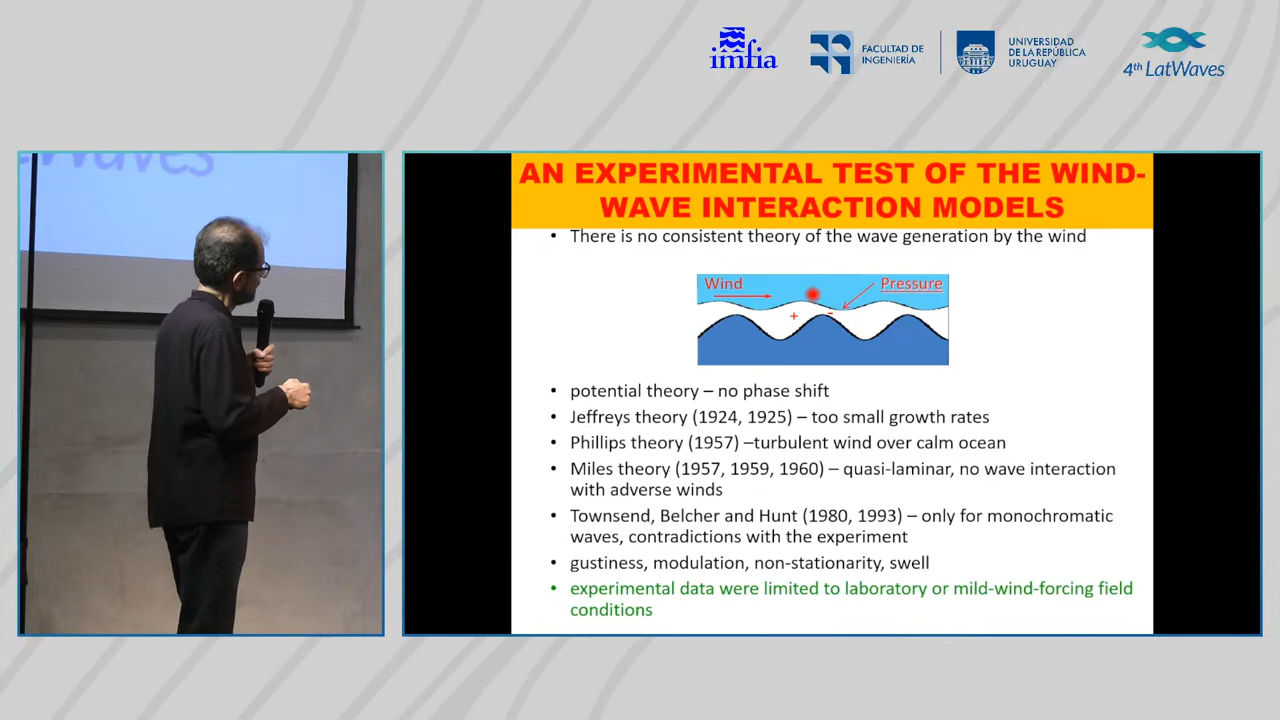 imfia
FACULTAD DE
INGENIERÍA
UNIVERSIDAD
DE LA REPÚBLICA
URUGUAY
4th LatWaves
Waves
AN EXPERIMENTAL TEST OF THE WIND-
WAVE INTERACTION MODELS
• There is no consistent theory of the wave generation by the wind
Wind
Pressure
+ -
• potential theory – no phase shift
• Jeffreys theory (1924, 1925) – too small growth rates
• Phillips theory (1957) –turbulent wind over calm ocean
• Miles theory (1957, 1959, 1960) – quasi-laminar, no wave interaction
with adverse winds
• Townsend, Belcher and Hunt (1980, 1993) – only for monochromatic
waves, contradictions with the experiment
• gustiness, modulation, non-stationarity, swell
• experimental data were limited to laboratory or mild-wind-forcing field
conditions